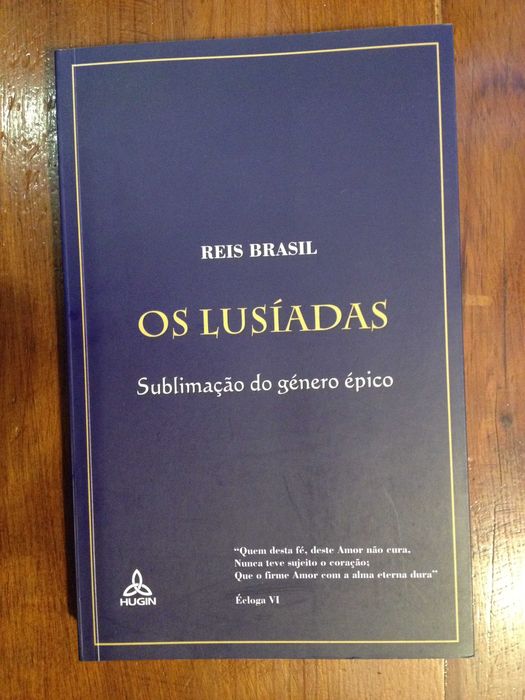 REIS BRASIL
OS LUSÍADAS
Sublimação do género épico
“Quem desta fé, deste Amor não cura,
Nunca teve sujeito o coração;
Que o firme Amor com a alma eterna dura”
Écloga VI
HUGIN